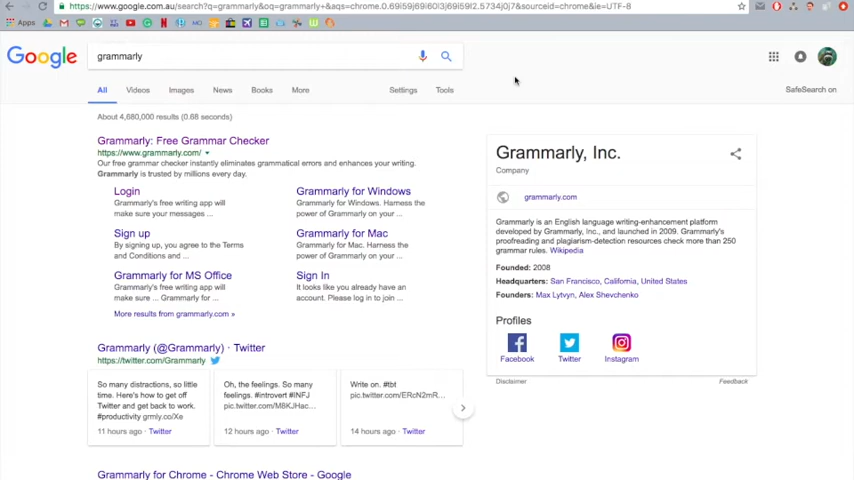 https://www.google.com.au/search?q=grammarly&oq=grammarly+&aqs=chrome.0.69i59j69i60l3j69i59l2.5734j0j7&sourceid=chrome&ie=UTF-8
Apps
Google
grammarly
All Videos Images News Books More Settings Tools
SafeSearch on
About 4,680,000 results (0.68 seconds)
Grammarly: Free Grammar Checker
https://www.grammarly.com/
Our free grammar checker instantly eliminates grammatical errors and enhances your writing.
Grammarly is trusted by millions every day.
Login
Grammarly's free writing app will
make sure your messages ...
Grammarly for Windows
Grammarly for Windows. Harness the
power of Grammarly on your ...
Sign up
By signing up, you agree to the Terms
and Conditions and ...
Grammarly for Mac
Grammarly for Mac. Harness the
power of Grammarly on your ...
Grammarly for MS Office
Grammarly's free writing app will
make sure ... Grammarly for ...
Sign In
It looks like you already have an
account. Please log in to join ...
More results from grammarly.com »
Grammarly (@Grammarly) · Twitter
https://twitter.com/Grammarly
So many distractions, so little
time. Here's how to get off
Twitter and get back to work.
#productivity grmly.co/Xe
11 hours ago · Twitter
Oh, the feelings. So many
feelings. #introvert #INFJ
pic.twitter.com/M8KJHac...
12 hours ago · Twitter
Write on. #tbt
pic.twitter.com/ERcN2mR...
14 hours ago · Twitter
Grammarly for Chrome - Chrome Web Store - Google
Grammarly, Inc.
Company
grammarly.com
Grammarly is an English language writing-enhancement platform
developed by Grammarly, Inc., and launched in 2009. Grammarly's
proofreading and plagiarism-detection resources check more than 250
grammar rules. Wikipedia
Founded: 2008
Headquarters: San Francisco, California, United States
Founders: Max Lytvyn, Alex Shevchenko
Profiles
Facebook Twitter Instagram
Disclaimer Feedback